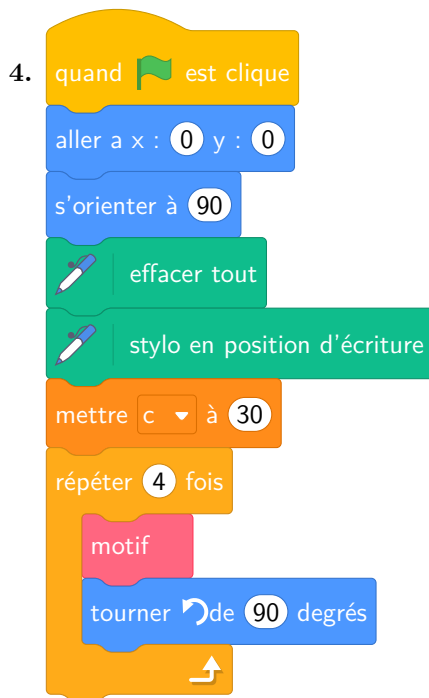 4. quand est clique
aller a x : 0 y : 0
s'orienter à 90
effacer tout
stylo en position d'écriture
mettre c à 30
répéter 4 fois
motif
tourner de 90 degrés